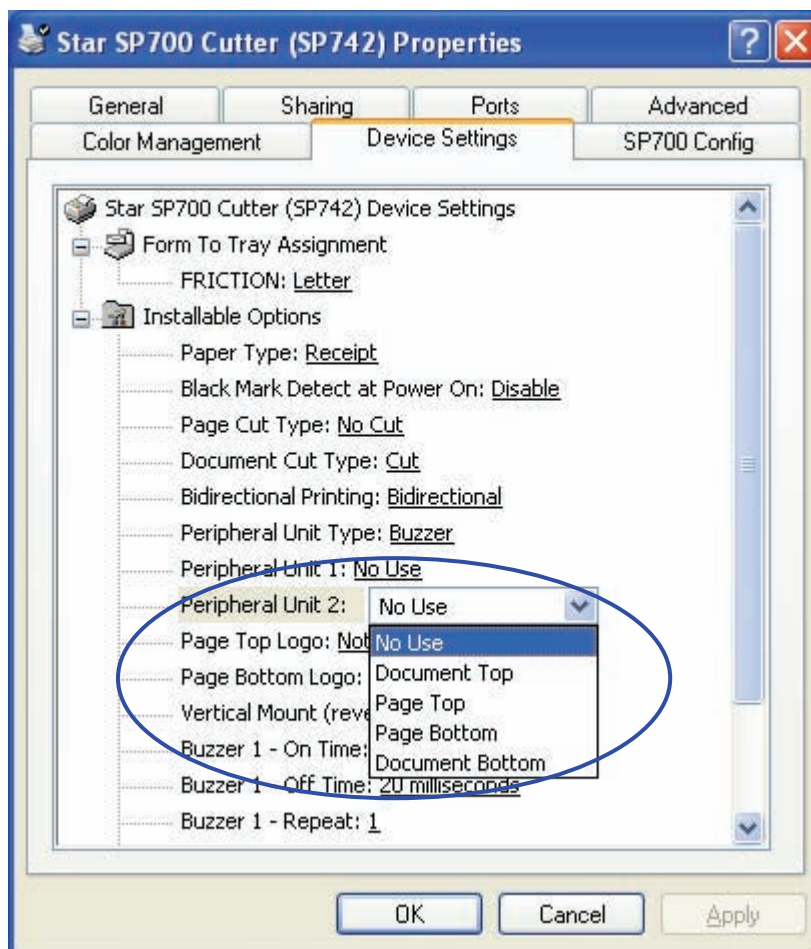 Star SP700 Cutter (SP742) Properties
General Sharing Ports Advanced
Color Management Device Settings SP700 Config
Star SP700 Cutter (SP742) Device Settings
Form To Tray Assignment
FRICTION: Letter
Installable Options
Paper Type: Receipt
Black Mark Detect at Power On: Disable
Page Cut Type: No Cut
Document Cut Type: Cut
Bidirectional Printing: Bidirectional
Peripheral Unit Type: Buzzer
Peripheral Unit 1: No Use
Peripheral Unit 2: No Use
No Use
Document Top
Page Top
Page Bottom
Document Bottom
Page Top Logo:
Page Bottom Logo:
Vertical Mount
Buzzer 1 - On Time:
Buzzer 1 - Off Time: 20 milliseconds
Buzzer 1 - Repeat: 1
OK Cancel Apply